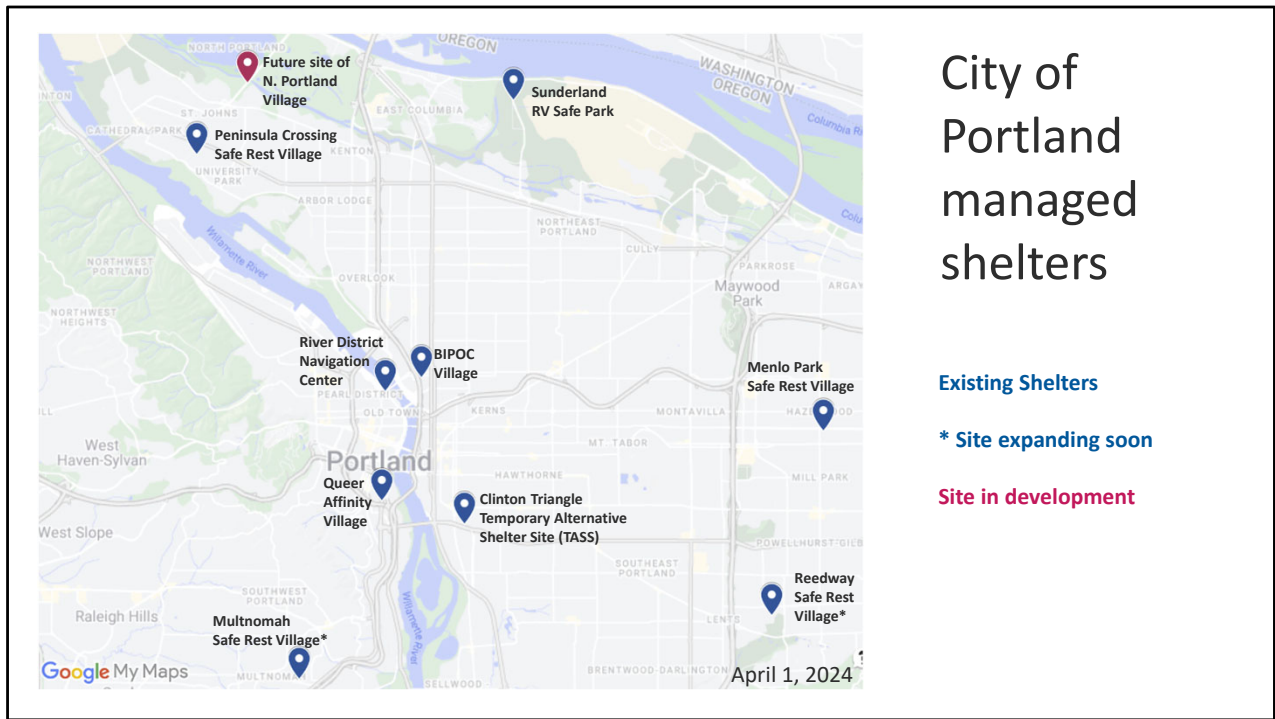 City of
Portland
managed
shelters
Existing Shelters
* Site expanding soon
Site in development
OREGON
NORTH PORTLAND
Future site of
N. Portland
Village
WASHINGTON
OREGON
Sunderland
RV Safe Park
ST JOHNS
EAST COLUMBIA
CATHEDRAL PARK
Peninsula Crossing
Safe Rest Village
KENTON
UNIVERSITY
PARK
ARBOR LODGE
NORTHEAST
PORTLAND
CULLY
Willamette River
NORTHWEST
PORTLAND
OVERLOOK
PARKROSE
Maywood
Park
ARGAY
NORTHWEST
HEIGHTS
River District
Navigation
Center
BIPOC
Village
Menlo Park
Safe Rest Village
PEARL DISTRICT
OLD TOWN
KERNS
MONTAVILLA
MT. TABOR
West
Haven-Sylvan
Portland
HAWTHORNE
MILL PARK
Queer
Affinity
Village
Clinton Triangle
Temporary Alternative
Shelter Site (TASS)
West Slope
POWELLHURST-GILB
SOUTHEAST
PORTLAND
Reedway
Safe Rest
Village*
SOUTHWEST
PORTLAND
Raleigh Hills
Willamette River
LENTS
Multnomah
Safe Rest Village*
Google My Maps
BRENTWOOD-DARLINGTON
SELLWOOD
April 1, 2024